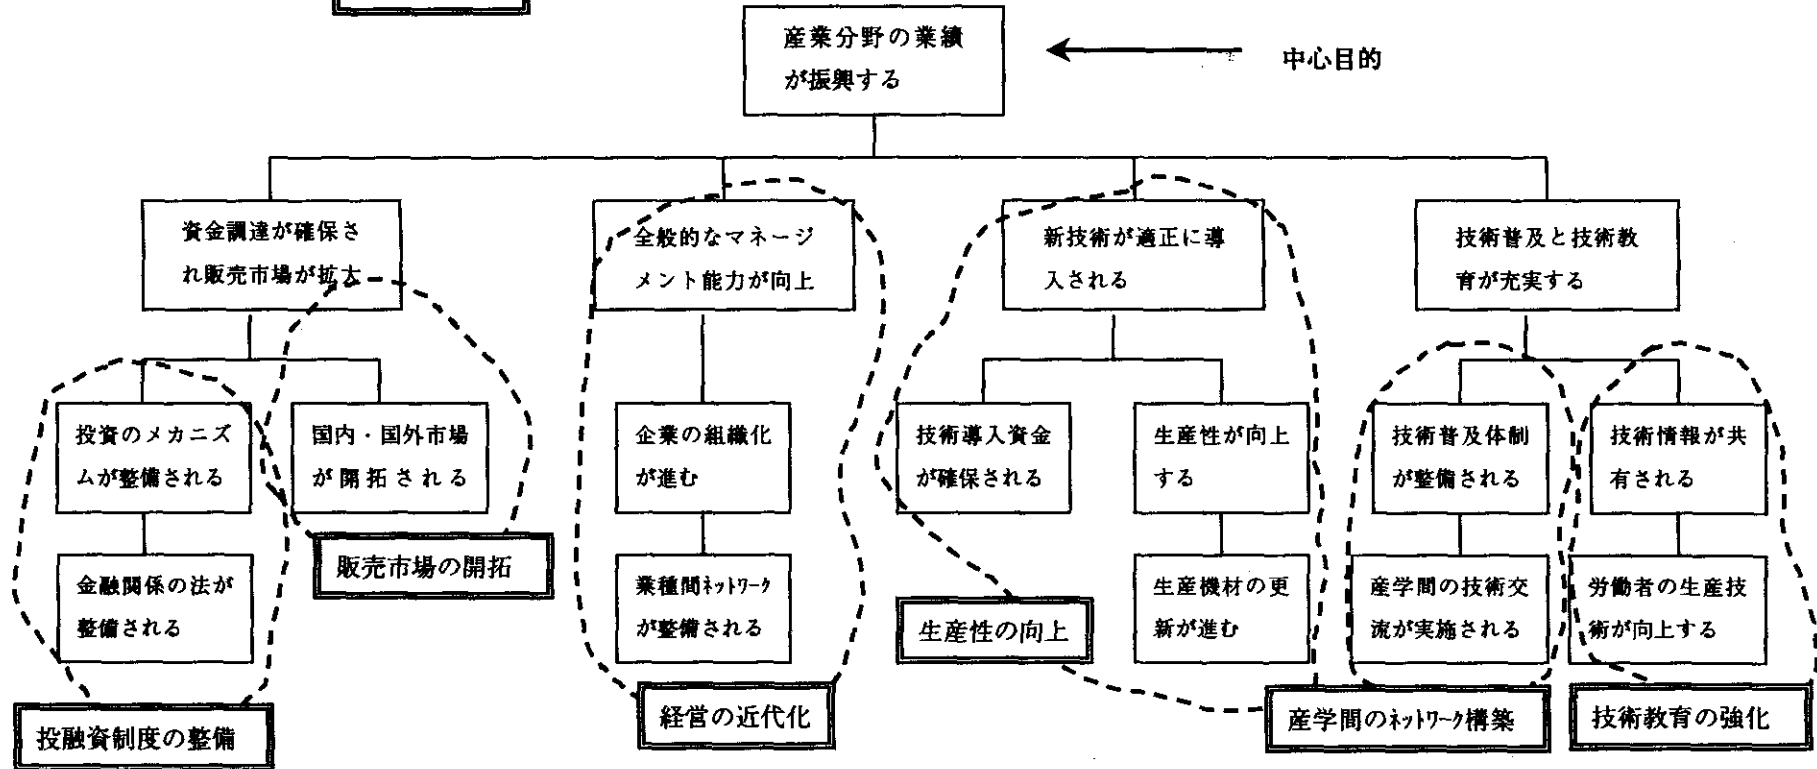 産業分野の業績
が振興する
中心目的
資金調達が確保さ
れ販売市場が拡大
全般的なマネージ
メント能力が向上
新技術が適正に導
入される
技術普及と技術教
育が充実する
投資のメカニズ
ムが整備される
国内・国外市場
が開拓される
企業の組織化
が進む
技術導入資金
が確保される
生産性が向上
する
技術普及体制
が整備される
技術情報が共
有される
金融関係の法が
整備される
販売市場の開拓
業種間ネットワーク
が整備される
生産性の向上
生産機材の更
新が進む
産学間の技術交
流が実施される
労働者の生産技
術が向上する
投融資制度の整備
経営の近代化
産学間のネットワーク構築
技術教育の強化